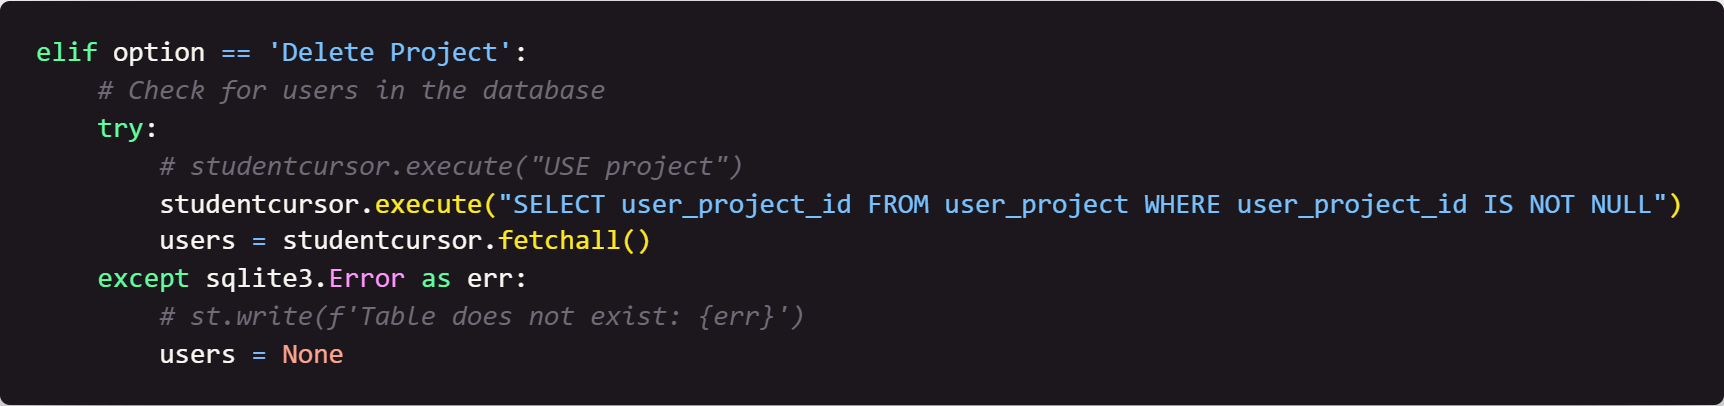 elif option == 'Delete Project':
    # Check for users in the database
    try:
        # studentcursor.execute("USE project")
        studentcursor.execute("SELECT user_project_id FROM user_project WHERE user_project_id IS NOT NULL")
        users = studentcursor.fetchall()
    except sqlite3.Error as err:
        # st.write(f'Table does not exist: {err}')
        users = None